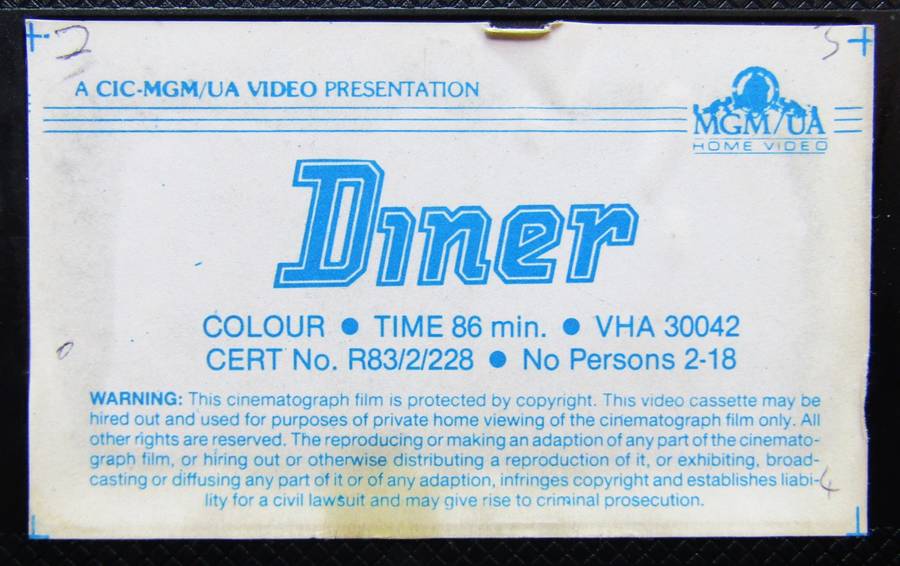 2
5
A CIC-MGM/UA VIDEO PRESENTATION
MGM/UA
HOME VIDEO
Diner
COLOUR ● TIME 86 min. ● VHA 30042
CERT No. R83/2/228 ● No Persons 2-18
0
WARNING: This cinematograph film is protected by copyright. This video cassette may be
hired out and used for purposes of private home viewing of the cinematograph film only. All
other rights are reserved. The reproducing or making an adaption of any part of the cinemato-
graph film, or hiring out or otherwise distributing a reproduction of it, or exhibiting, broad-
casting or diffusing any part of it or of any adaption, infringes copyright and establishes liabi-
lity for a civil lawsuit and may give rise to criminal prosecution.